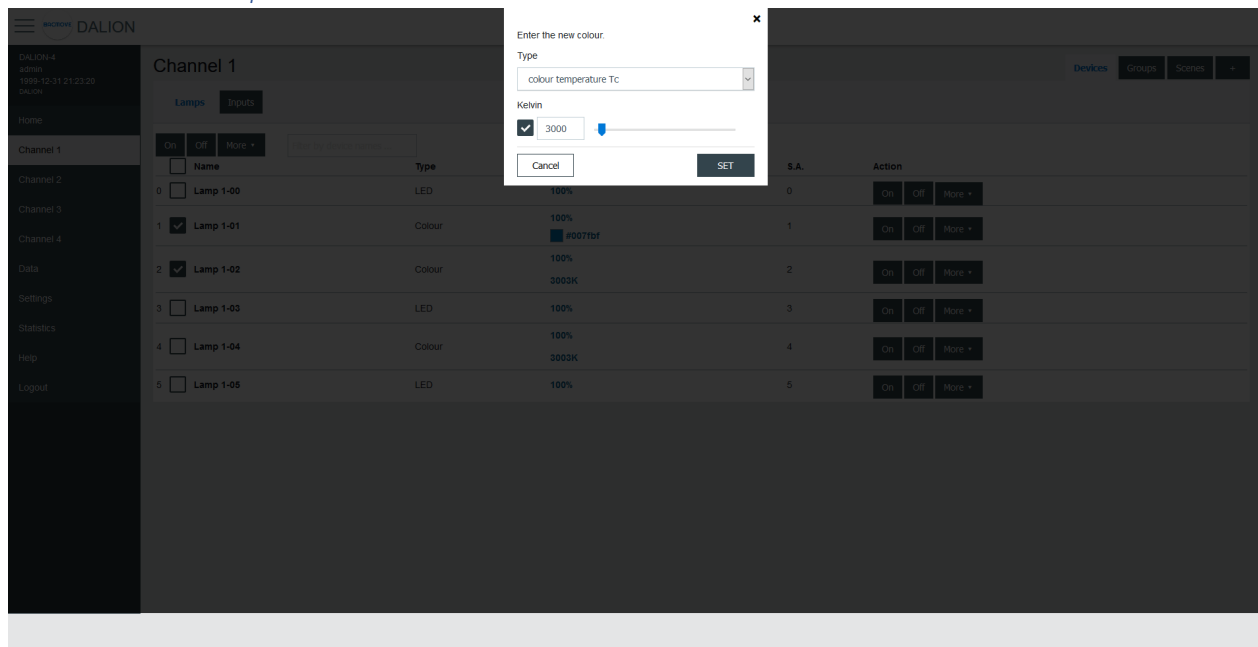 DALION
DALION-4
admin
1999-12-31 21:23:20
DALION
Home
Channel 1
Channel 2
Channel 3
Channel 4
Data
Settings
Statistics
Help
Logout
Channel 1
Devices Groups Scenes +
Lamps Inputs
On Off More
Name Type S.A. Action
0 Lamp 1-00 LED 100% 0 On Off More
1 Lamp 1-01 Colour 100% #007fbf 1 On Off More
2 Lamp 1-02 Colour 100% 3003K 2 On Off More
3 Lamp 1-03 LED 100% 3 On Off More
4 Lamp 1-04 Colour 100% 3003K 4 On Off More
5 Lamp 1-05 LED 100% 5 On Off More
×
Enter the new colour.
Type
colour temperature Tc
Kelvin
3000
Cancel SET